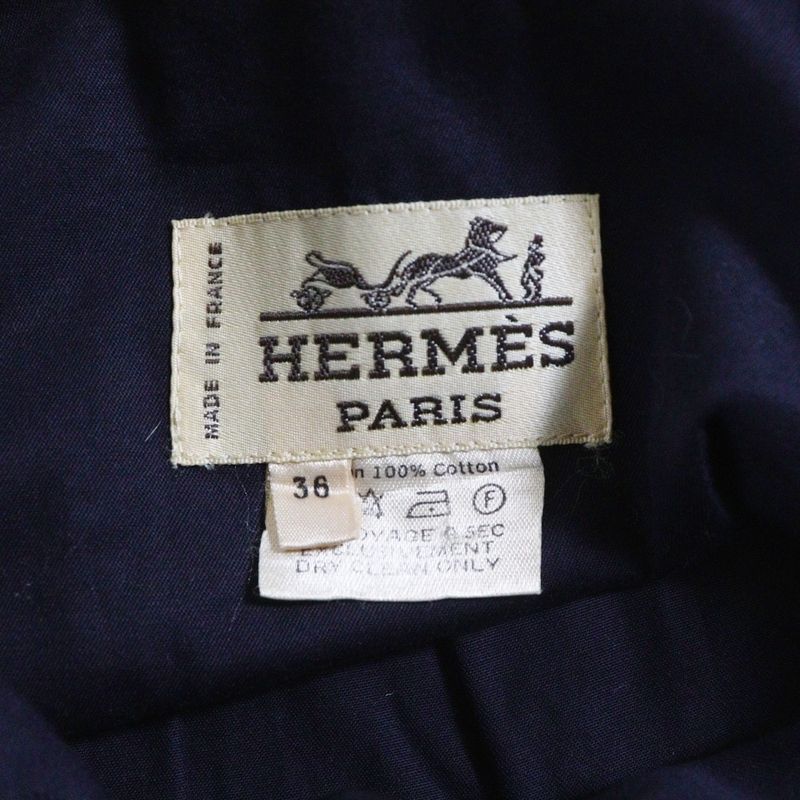 MADE IN FRANCE
HERMÈS
PARIS
36
100% Cotton
F
A SEC
EXCLUSIVEMENT
DRY CLEAN ONLY